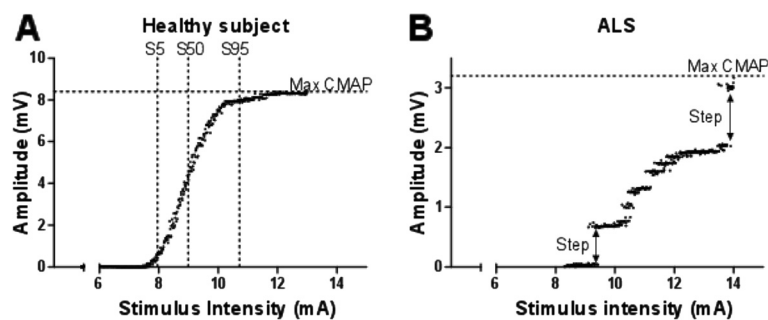 A
Healthy subject
S5 S50 S95
10
8
6
4
2
0
Amplitude (mV)
Max CMAP
6 8 10 12 14
Stimulus Intensity (mA)
B
ALS
3
2
1
0
Amplitude (mV)
Max CMAP
Step
Step
6 8 10 12 14
Stimulus intensity (mA)